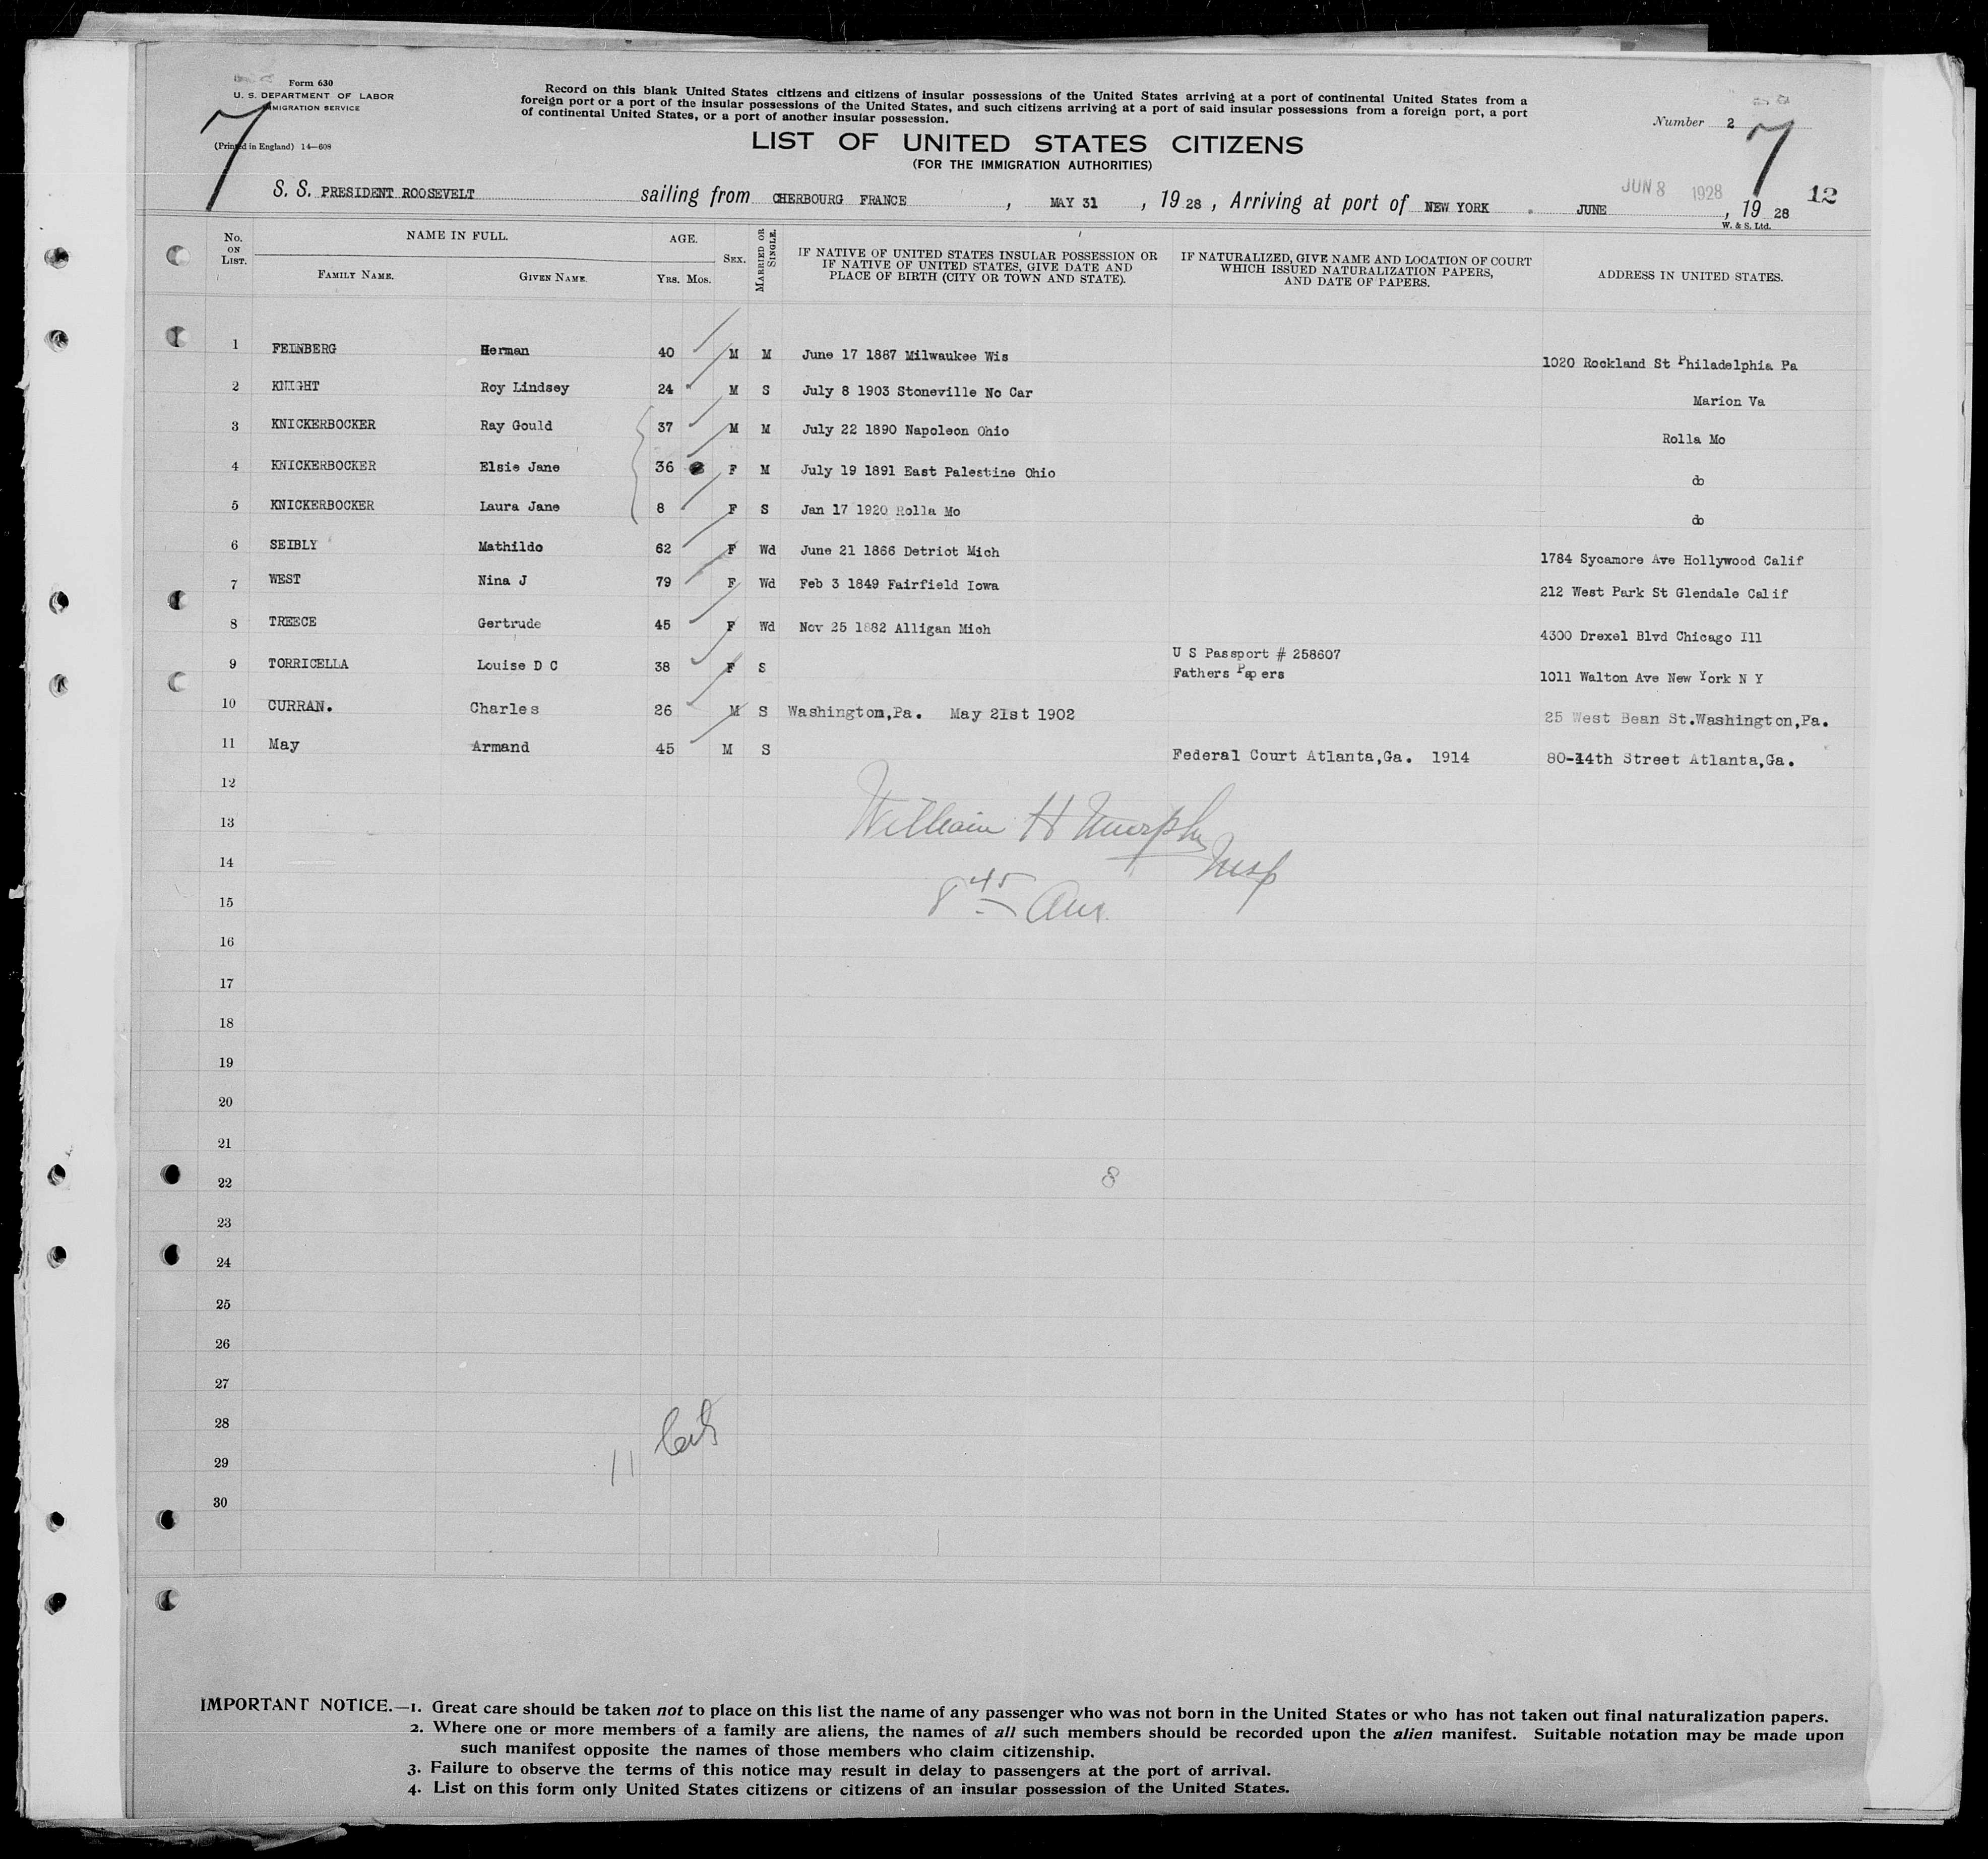 Form 630
U. S. DEPARTMENT OF LABOR
IMMIGRATION SERVICE
(Printed in England) 14—608
7
Record on this blank United States citizens and citizens of insular possessions of the United States arriving at a port of continental United States from a
foreign port or a port of the insular possessions of the United States, and such citizens arriving at a port of said insular possessions from a foreign port, a port
of continental United States, or a port of another insular possession.
LIST OF UNITED STATES CITIZENS
(FOR THE IMMIGRATION AUTHORITIES)
Number 2
7
JUN 8 1928
12
S. S. PRESIDENT ROOSEVELT sailing from CHERBOURG FRANCE , MAY 31 , 19 28 , Arriving at port of NEW YORK . JUNE , 19 28
W. & S. Ltd.
No. ON LIST. NAME IN FULL. AGE. SEX. MARRIED OR SINGLE. IF NATIVE OF UNITED STATES INSULAR POSSESSION OR IF NATIVE OF UNITED STATES, GIVE DATE AND PLACE OF BIRTH (CITY OR TOWN AND STATE). IF NATURALIZED, GIVE NAME AND LOCATION OF COURT WHICH ISSUED NATURALIZATION PAPERS, AND DATE OF PAPERS. ADDRESS IN UNITED STATES.
FAMILY NAME. GIVEN NAME. YRS. MOS.
1 FEINBERG Herman 40 M M June 17 1887 Milwaukee Wis 1020 Rockland St Philadelphia Pa
2 KNIGHT Roy Lindsey 24 M S July 8 1903 Stoneville No Car Marion Va
3 KNICKERBOCKER Ray Gould 37 M M July 22 1890 Napoleon Ohio Rolla Mo
4 KNICKERBOCKER Elsie Jane 36 F M July 19 1891 East Palestine Ohio do
5 KNICKERBOCKER Laura Jane 8 F S Jan 17 1920 Rolla Mo do
6 SEIBLY Mathilde 62 F Wd June 21 1866 Detriot Mich 1784 Sycamore Ave Hollywood Calif
7 WEST Nina J 79 F Wd Feb 3 1849 Fairfield Iowa 212 West Park St Glendale Calif
8 TREECE Gertrude 45 F Wd Nov 25 1882 Alligan Mich 4300 Drexel Blvd Chicago Ill
9 TORRICELLA Louise D C 38 F S U S Passport # 258607 Fathers Papers 1011 Walton Ave New York N Y
10 CURRAN. Charles 26 M S Washington,Pa. May 21st 1902 25 West Bean St.Washington,Pa.
11 May Armand 45 M S Federal Court Atlanta,Ga. 1914 80-14th Street Atlanta,Ga.
12
13 William H Murphy
14 Insp
15 8 45
16
17
18
19
20
21
22 8
23
24
25
26
27
28
29 11
30
IMPORTANT NOTICE.—1. Great care should be taken not to place on this list the name of any passenger who was not born in the United States or who has not taken out final naturalization papers.
2. Where one or more members of a family are aliens, the names of all such members should be recorded upon the alien manifest. Suitable notation may be made upon
such manifest opposite the names of those members who claim citizenship.
3. Failure to observe the terms of this notice may result in delay to passengers at the port of arrival.
4. List on this form only United States citizens or citizens of an insular possession of the United States.